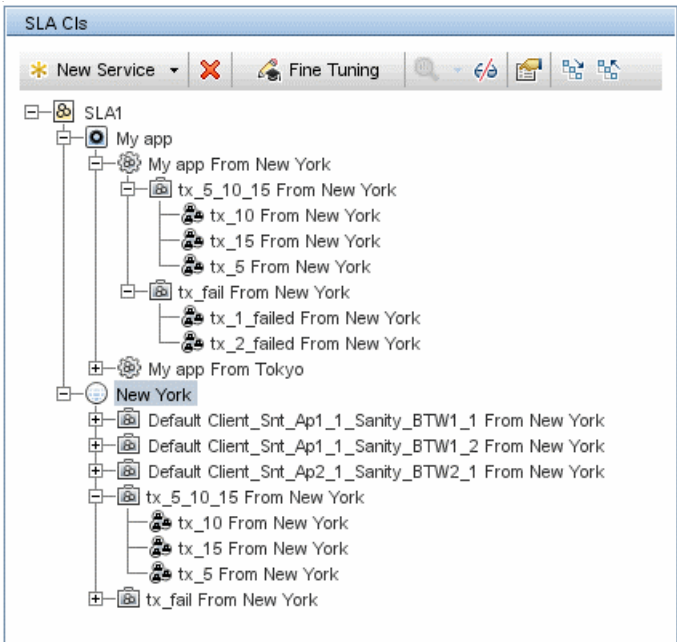 SLA CIs
New Service Fine Tuning
SLA1
My app
My app From New York
tx_5_10_15 From New York
tx_10 From New York
tx_15 From New York
tx_5 From New York
tx_fail From New York
tx_1_failed From New York
tx_2_failed From New York
My app From Tokyo
New York
Default Client_Snt_Ap1_1_Sanity_BTW1_1 From New York
Default Client_Snt_Ap1_1_Sanity_BTW1_2 From New York
Default Client_Snt_Ap2_1_Sanity_BTW2_1 From New York
tx_5_10_15 From New York
tx_10 From New York
tx_15 From New York
tx_5 From New York
tx_fail From New York